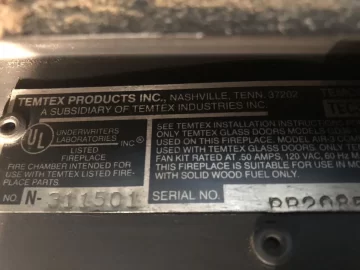 TEMTEX PRODUCTS INC., NASHVILLE, TENN. 37202
A SUBSIDIARY OF TEMTEX INDUSTRIES INC.
UL
UNDERWRITERS
LABORATORIES
INC®
LISTED
FIREPLACE
FIRE CHAMBER INTENDED FOR
USE WITH TEMTEX LISTED FIRE-
PLACE PARTS
NO. N- 311501
SEE TEMTEX INSTALLATION INSTRUCTIONS
ONLY TEMTEX GLASS DOORS MODELS
USED ON THIS FIREPLACE. MODEL
USED WITH TEMTEX GLASS DOORS ONLY.
FAN KIT RATED AT .50 AMPS, 120 VAC, 60 Hz
THIS FIREPLACE IS SUITABLE FOR USE IN
WITH SOLID WOOD FUEL ONLY.
SERIAL NO.